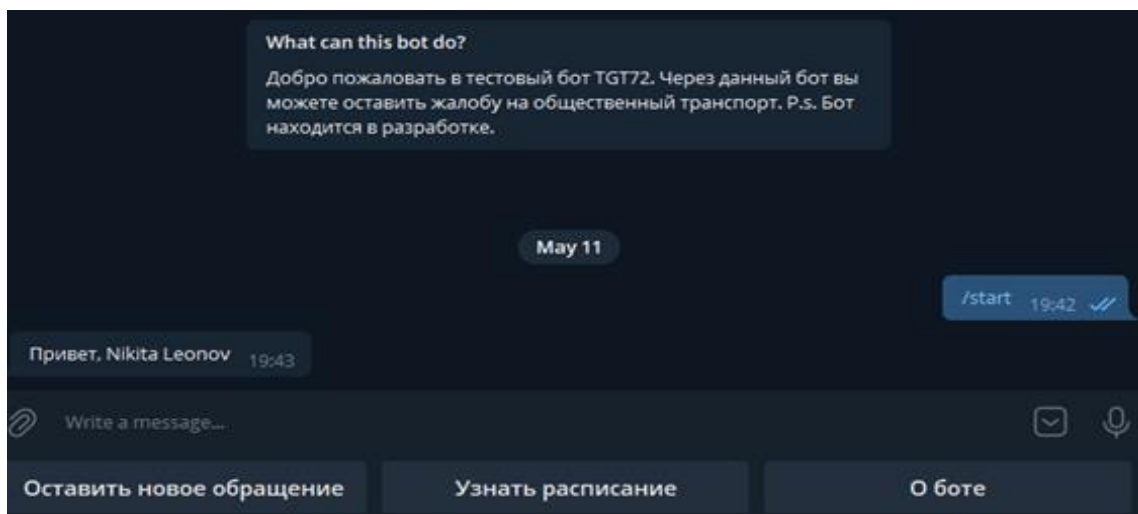 What can this bot do?
Добро пожаловать в тестовый бот TGT72. Через данный бот вы
можете оставить жалобу на общественный транспорт. P.s. Бот
находится в разработке.
May 11
/start 19:42
Привет, Nikita Leonov 19:43
Write a message...
Оставить новое обращение
Узнать расписание
О боте